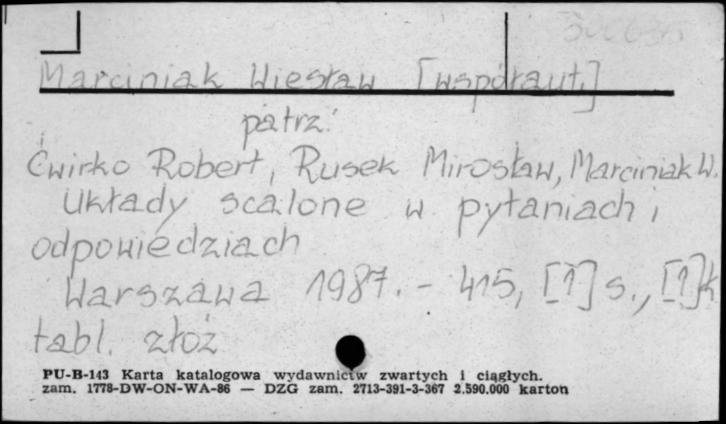 Marciniak Wiesław [współaut.]
patrz:
Ćwirko Robert, Rusek Mirosław, Marciniak W.
Układy scalone w pytaniach i
odpowiedziach
Warszawa 1987. - 415, [1] s., [1] k
tabl. złoż
PU-B-143 Karta katalogowa wydawnictw zwartych i ciągłych.
zam. 1778-DW-ON-WA-86 — DZG zam. 2713-391-3-367 2.590.000 karton